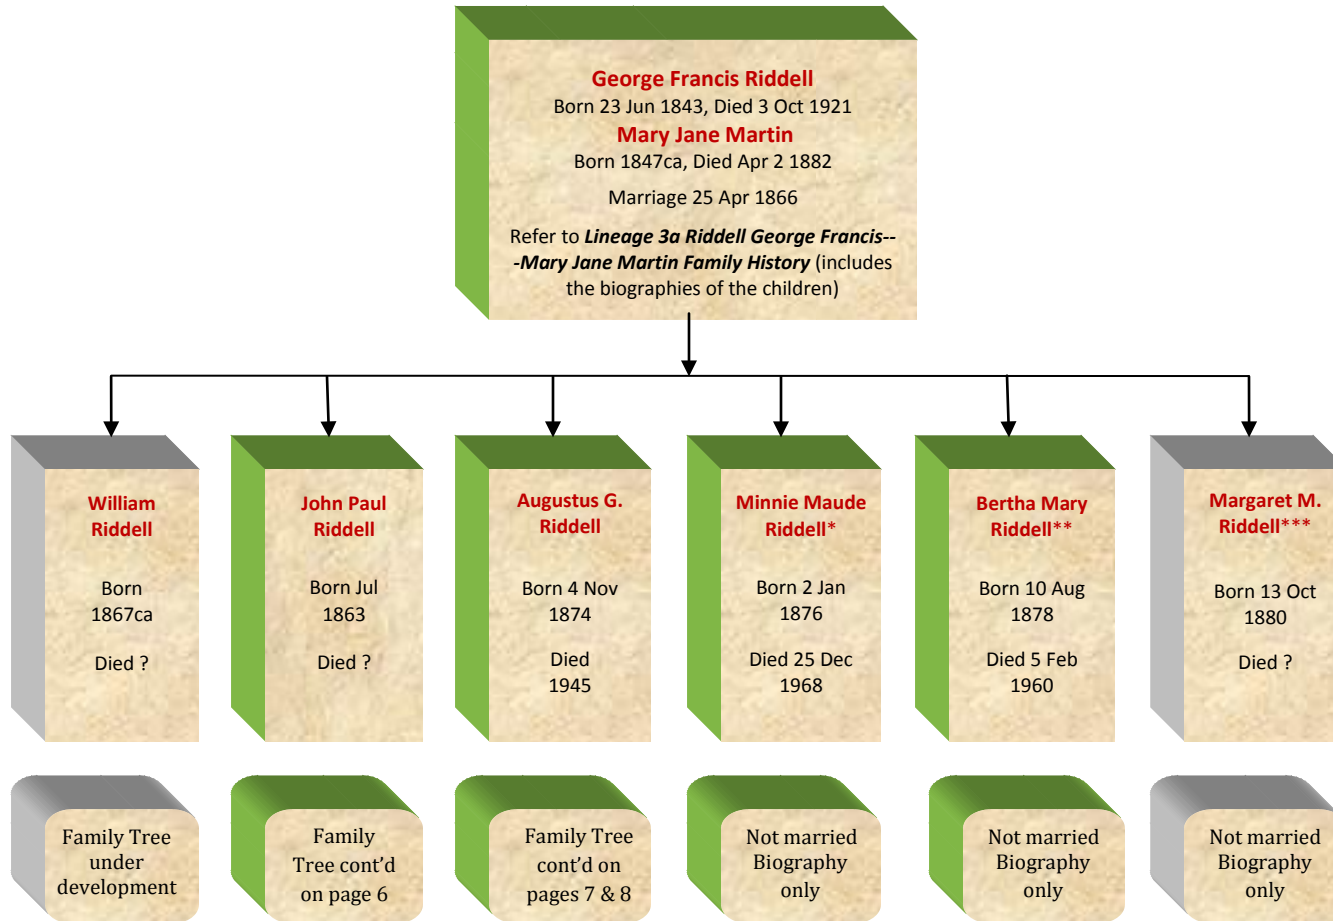 George Francis Riddell
Born 23 Jun 1843, Died 3 Oct 1921
Mary Jane Martin
Born 1847ca, Died Apr 2 1882
Marriage 25 Apr 1866
Refer to Lineage 3a Riddell George Francis--
-Mary Jane Martin Family History (includes
the biographies of the children)
William
Riddell
Born
1867ca
Died ?
John Paul
Riddell
Born Jul
1863
Died ?
Augustus G.
Riddell
Born 4 Nov
1874
Died
1945
Minnie Maude
Riddell*
Born 2 Jan
1876
Died 25 Dec
1968
Bertha Mary
Riddell**
Born 10 Aug
1878
Died 5 Feb
1960
Margaret M.
Riddell***
Born 13 Oct
1880
Died ?
Family Tree
under
development
Family
Tree cont’d
on page 6
Family Tree
cont’d on
pages 7 & 8
Not married
Biography
only
Not married
Biography
only
Not married
Biography
only